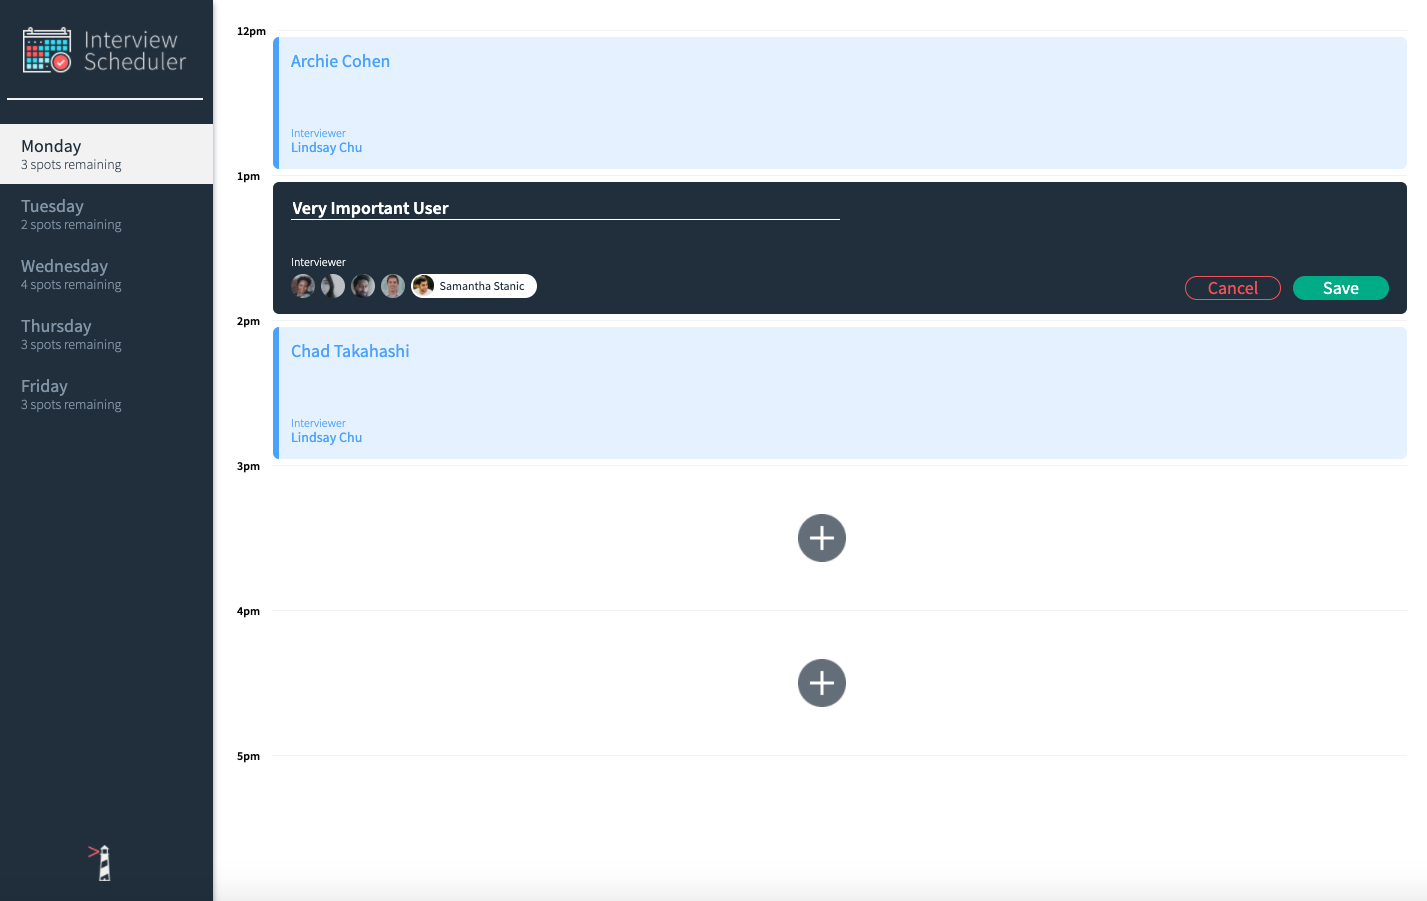 Interview
Scheduler
Monday
3 spots remaining
Tuesday
2 spots remaining
Wednesday
4 spots remaining
Thursday
3 spots remaining
Friday
3 spots remaining
12pm
Archie Cohen
Interviewer
Lindsay Chu
1pm
Very Important User
Interviewer
Samantha Stanic
Cancel
Save
2pm
Chad Takahashi
Interviewer
Lindsay Chu
3pm
4pm
5pm